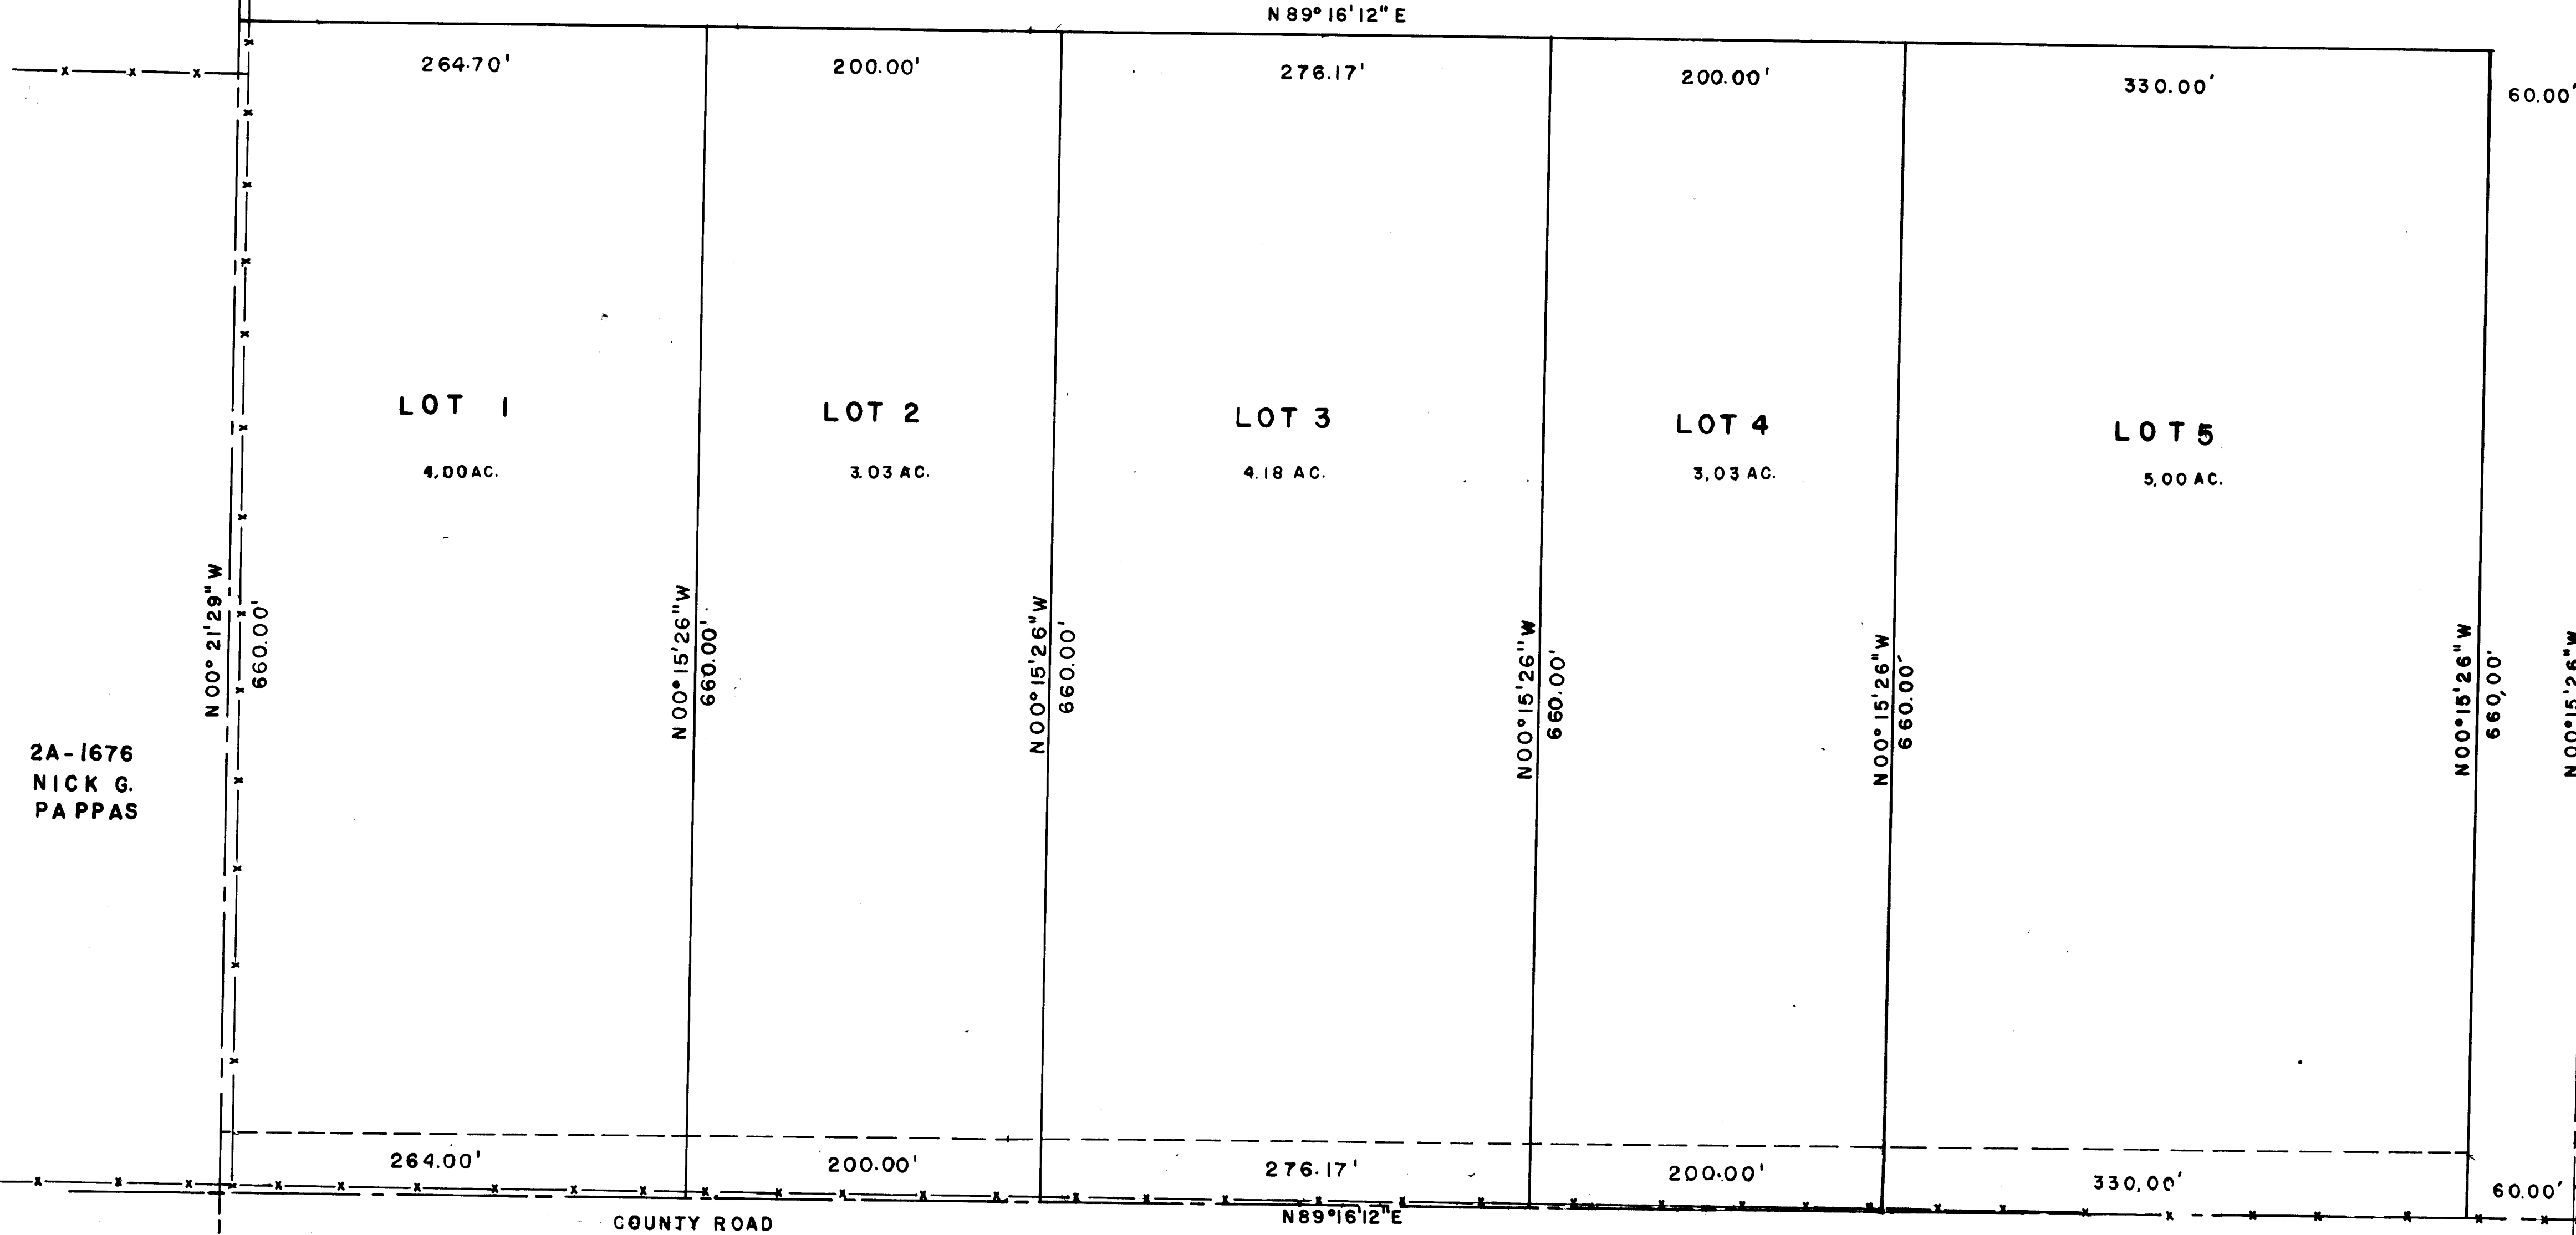 N 89° 16' 12" E
264.70'
200.00'
276.17'
200.00'
330.00'
60.00'
LOT 1
4.00 AC.
LOT 2
3.03 AC.
LOT 3
4.18 AC.
LOT 4
3,03 AC.
LOT 5
5,00 AC.
N 00° 21' 29" W
660.00'
N 00° 15' 26" W
660.00'
N 00° 15' 26" W
660.00'
N 00° 15' 26" W
660.00'
N 00° 15' 26" W
660.00'
N 00° 15' 26" W
660,00'
N 00° 15' 26" W
2A-1676
NICK G.
PAPPAS
264.00'
200.00'
276.17'
200.00'
330,00'
60.00'
COUNTY ROAD
N 89° 16' 12" E